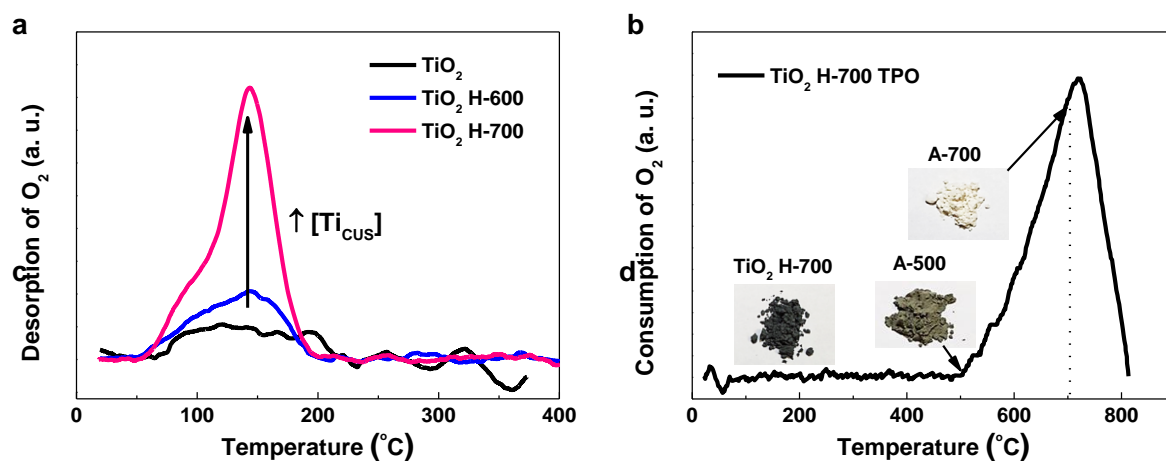 a
Desorption of O₂ (a. u.)
TiO₂
TiO₂ H-600
TiO₂ H-700
↑ [Ti_CUS]
0
100
200
300
400
Temperature (°C)
c
b
Consumption of O₂ (a. u.)
TiO₂ H-700 TPO
A-700
TiO₂ H-700
A-500
0
200
400
600
800
Temperature (°C)
d